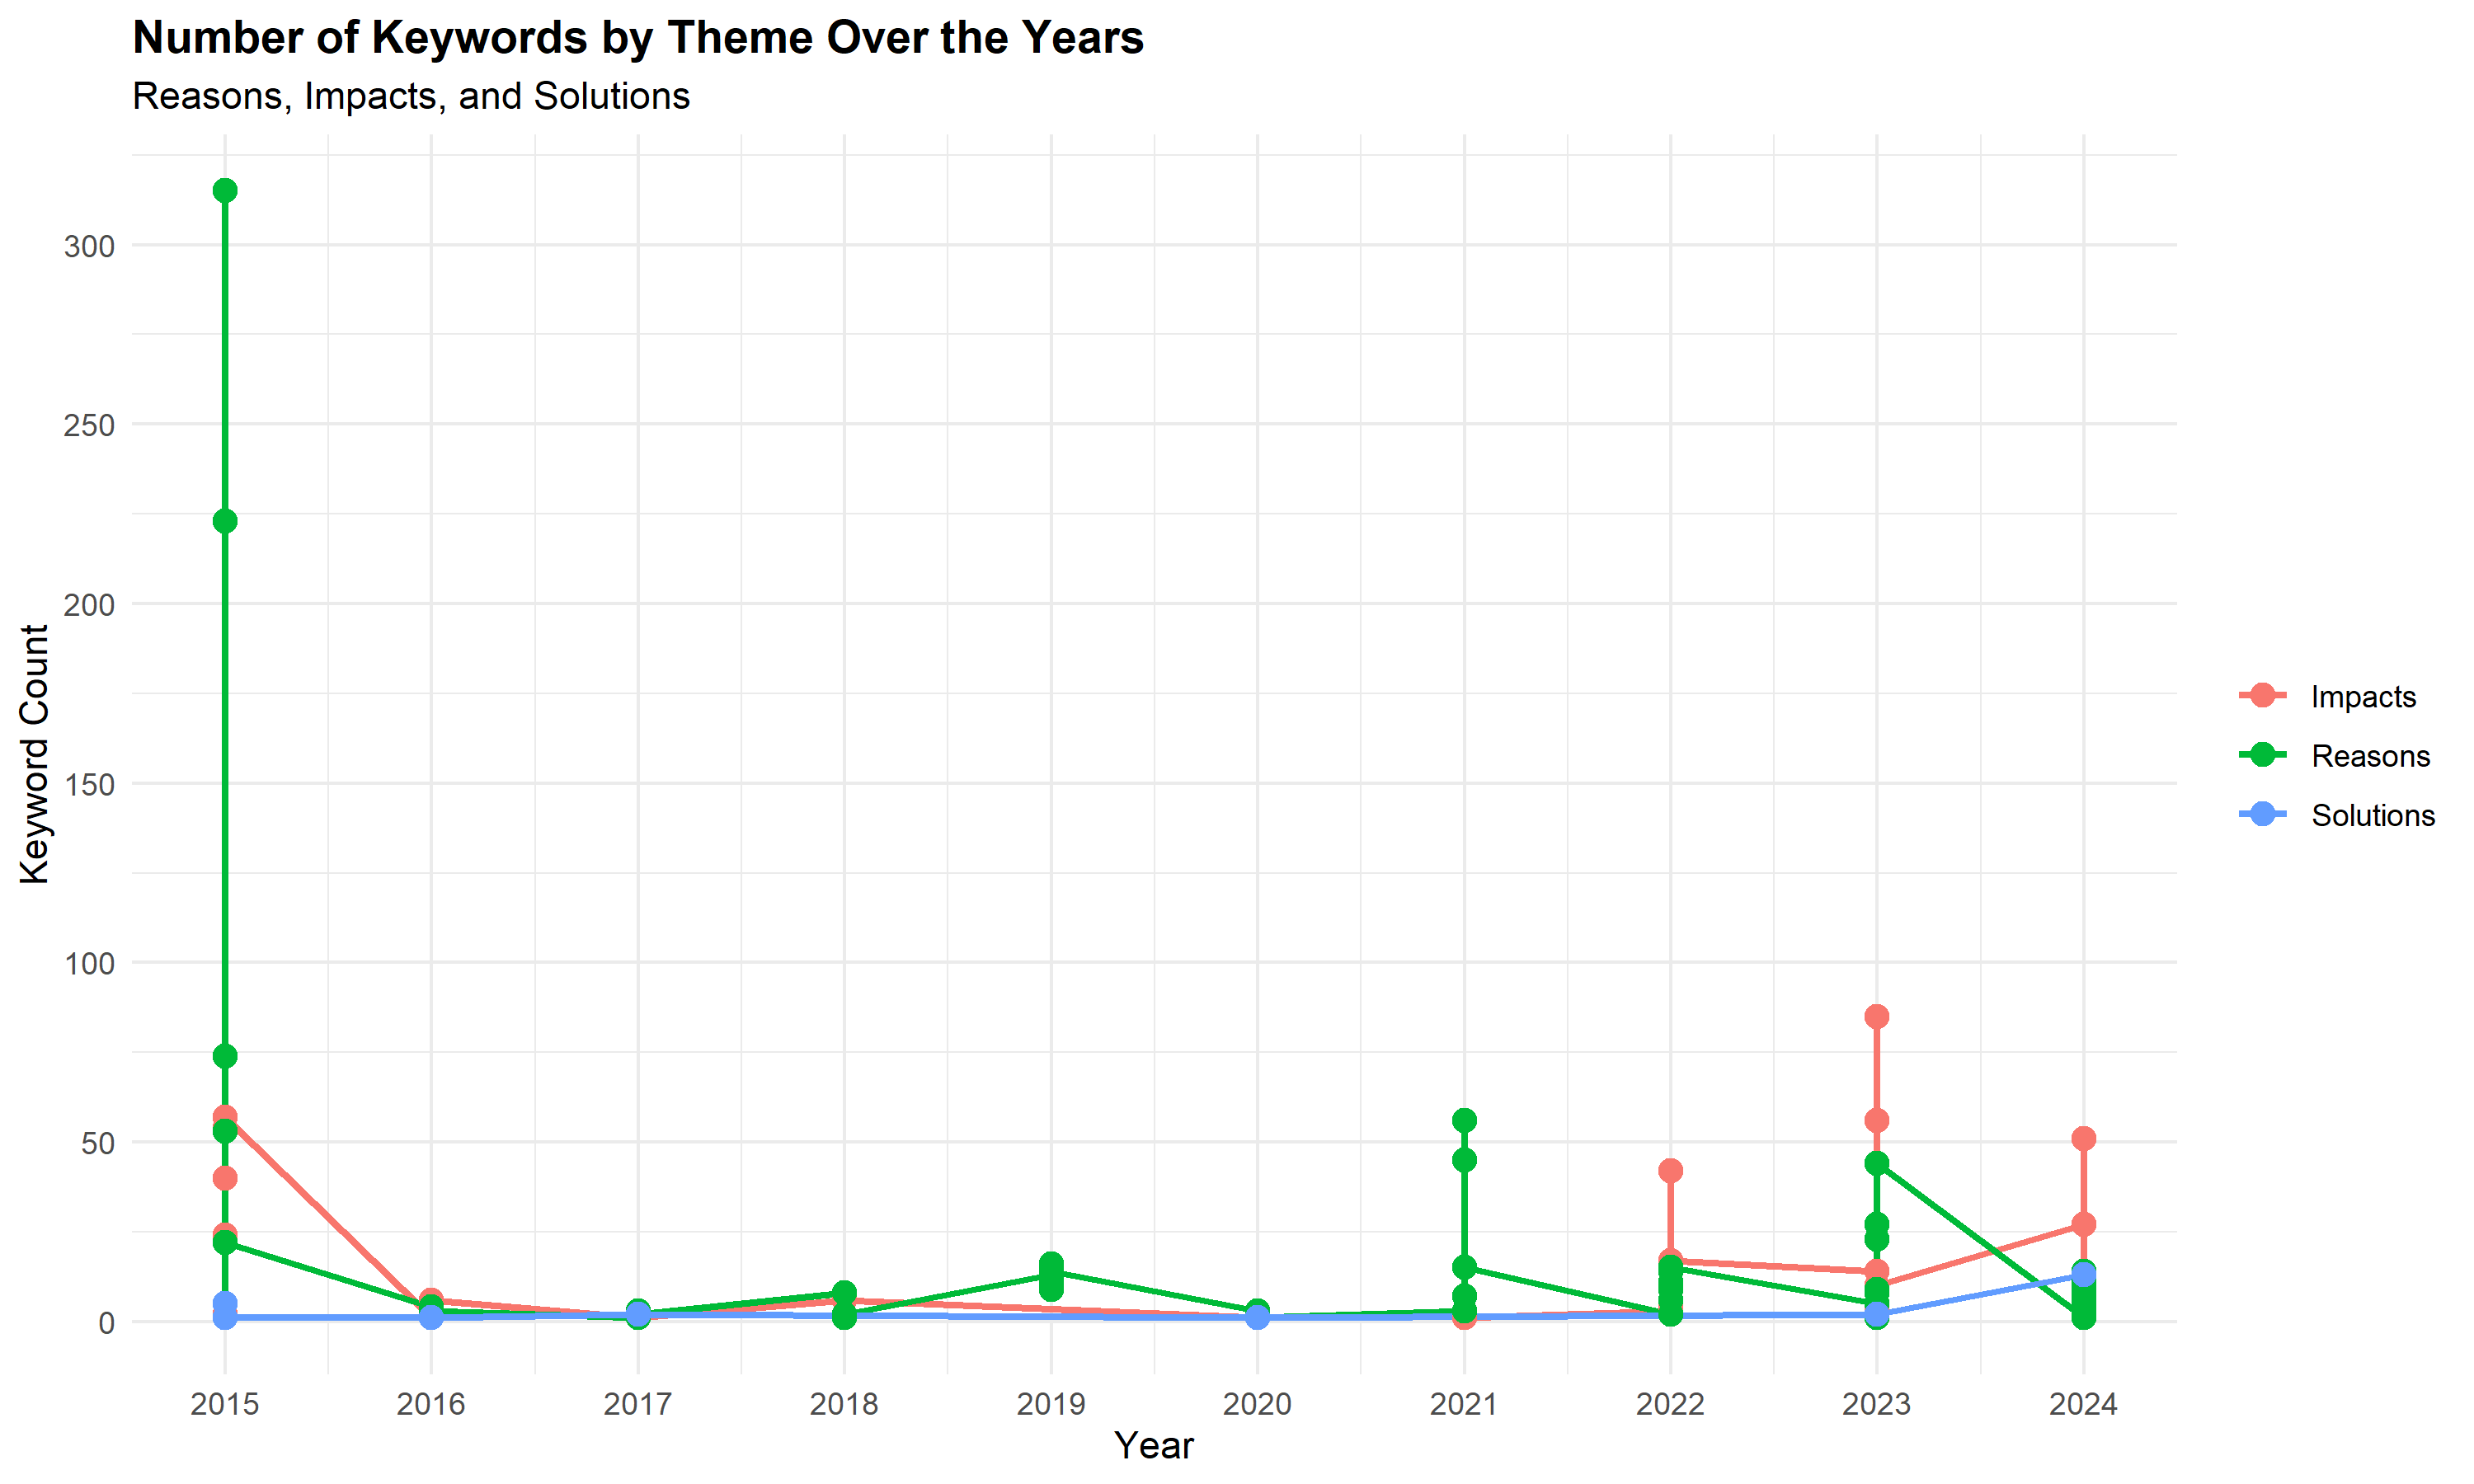 Number of Keywords by Theme Over the Years
Reasons, Impacts, and Solutions
Keyword Count
300
250
200
150
100
50
0
2015 2016 2017 2018 2019 2020 2021 2022 2023 2024
Year
Impacts
Reasons
Solutions